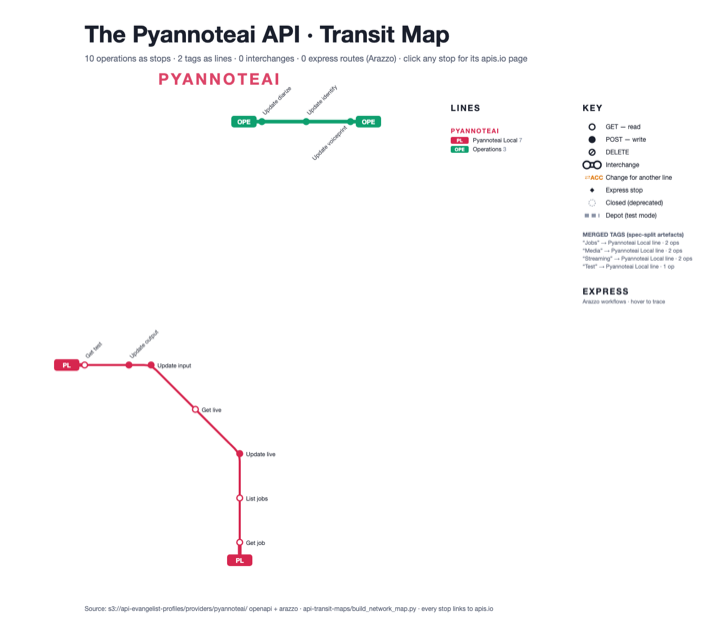 The Pyannoteai API · Transit Map
10 operations as stops · 2 tags as lines · 0 interchanges · 0 express routes (Arazzo) · click any stop for its apis.io page
PYANNOTEAI
OPE
Update diarize
Update identify
Update voiceprint
OPE
LINES
PYANNOTEAI
PL Pyannoteai Local 7
OPE Operations 3
KEY
GET — read
POST — write
DELETE
Interchange
Change for another line
Express stop
Closed (deprecated)
Depot (test mode)
MERGED TAGS (spec-split artefacts)
"Jobs" → Pyannoteai Local line · 2 ops
"Media" → Pyannoteai Local line · 2 ops
"Streaming" → Pyannoteai Local line · 2 ops
"Test" → Pyannoteai Local line · 1 op
EXPRESS
Arazzo workflows · hover to trace
PL
Get test
Update output
Update input
Get live
Update live
List jobs
Get job
PL
Source: s3://api-evangelist-profiles/providers/pyannoteai/ openapi + arazzo · api-transit-maps/build_network_map.py · every stop links to apis.io